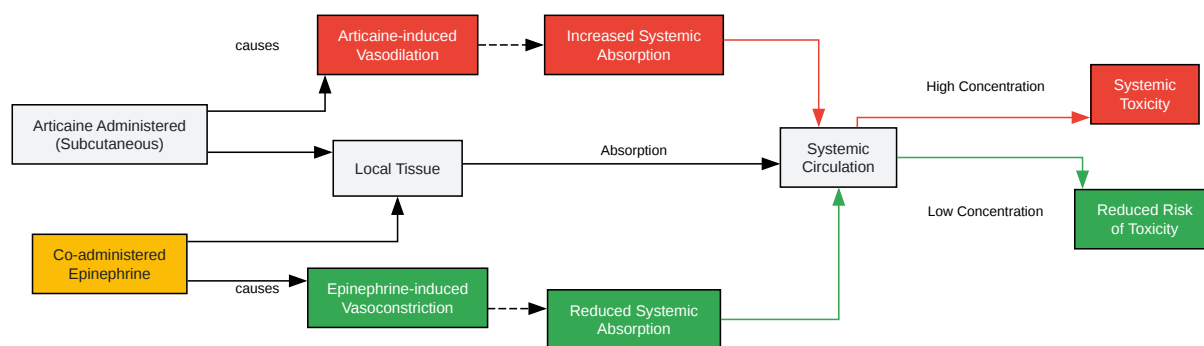 causes
Articaine-induced
Vasodilation
Increased Systemic
Absorption
High Concentration
Systemic
Toxicity
Articaine Administered
(Subcutaneous)
Local Tissue
Absorption
Systemic
Circulation
Low Concentration
Reduced Risk
of Toxicity
Co-administered
Epinephrine
causes
Epinephrine-induced
Vasoconstriction
Reduced Systemic
Absorption